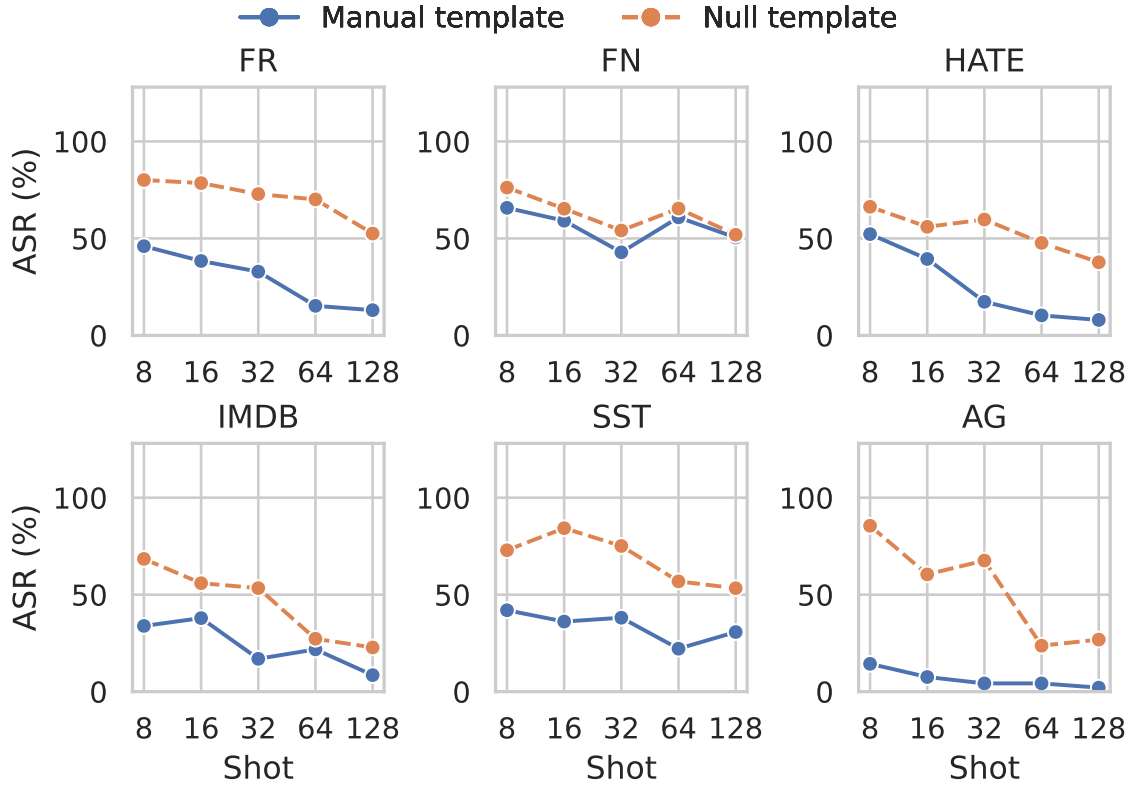 Manual template Null template
FR FN HATE
ASR (%)
100 100 100
50 50 50
0 0 0
8 16 32 64 128 8 16 32 64 128 8 16 32 64 128
IMDB SST AG
ASR (%)
100 100 100
50 50 50
0 0 0
8 16 32 64 128 8 16 32 64 128 8 16 32 64 128
Shot Shot Shot